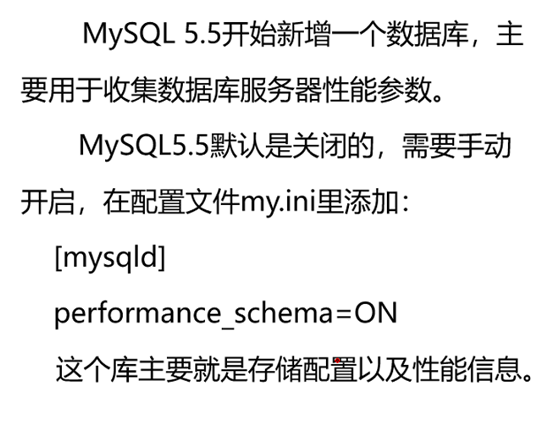 MySQL 5.5开始新增一个数据库，主
要用于收集数据库服务器性能参数。
MySQL5.5默认是关闭的，需要手动
开启，在配置文件my.ini里添加：
[mysqld]
performance_schema=ON
这个库主要就是存储配置以及性能信息。